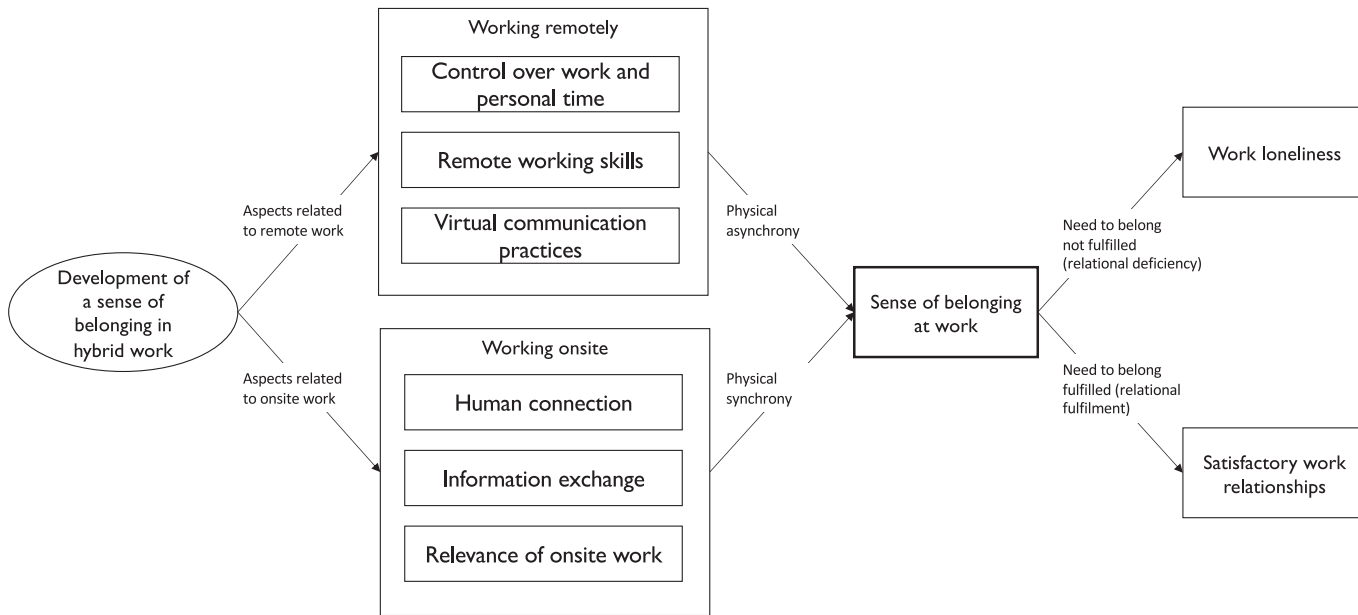 Working remotely
Control over work and
personal time
Remote working skills
Virtual communication
practices
Aspects related
to remote work
Development of
a sense of
belonging in
hybrid work
Aspects related
to onsite work
Working onsite
Human connection
Information exchange
Relevance of onsite work
Physical
asynchrony
Physical
synchrony
Sense of belonging
at work
Need to belong
not fulfilled
(relational deficiency)
Need to belong
fulfilled (relational
fulfilment)
Work loneliness
Satisfactory work
relationships